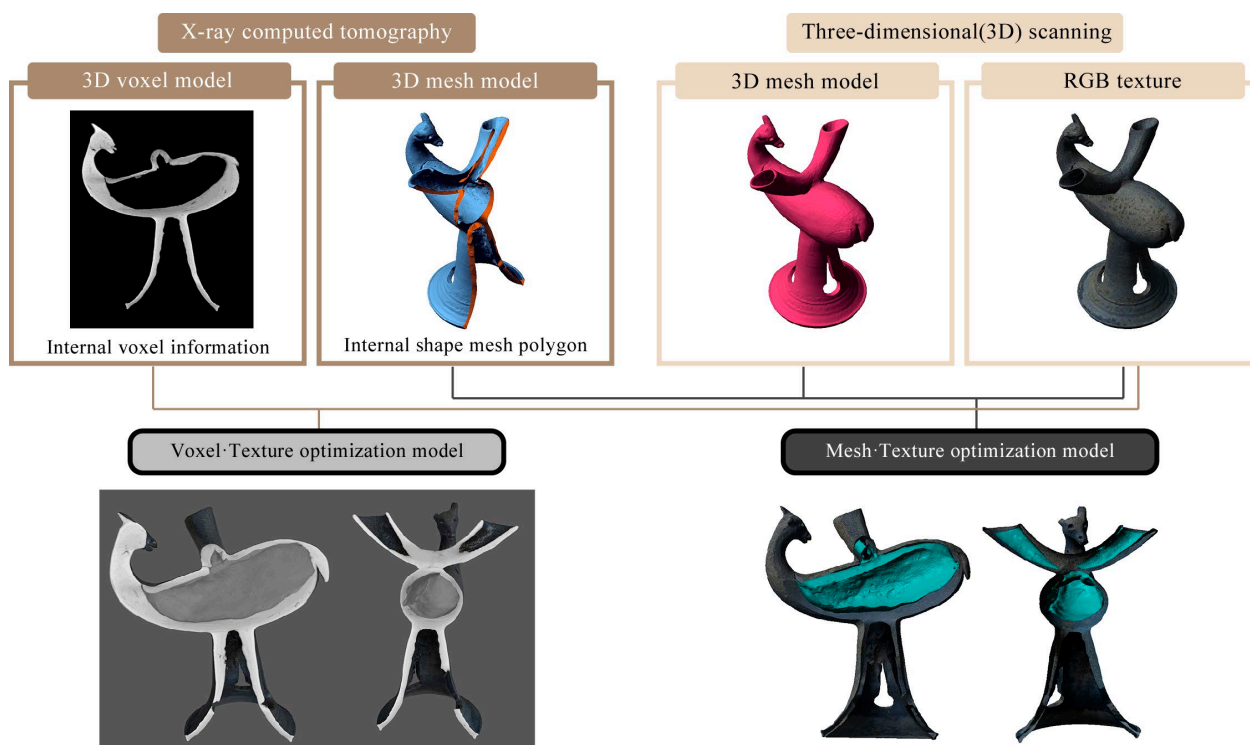 X-ray computed tomography
Three-dimensional(3D) scanning
3D voxel model
3D mesh model
3D mesh model
RGB texture
Internal voxel information
Internal shape mesh polygon
Voxel·Texture optimization model
Mesh·Texture optimization model